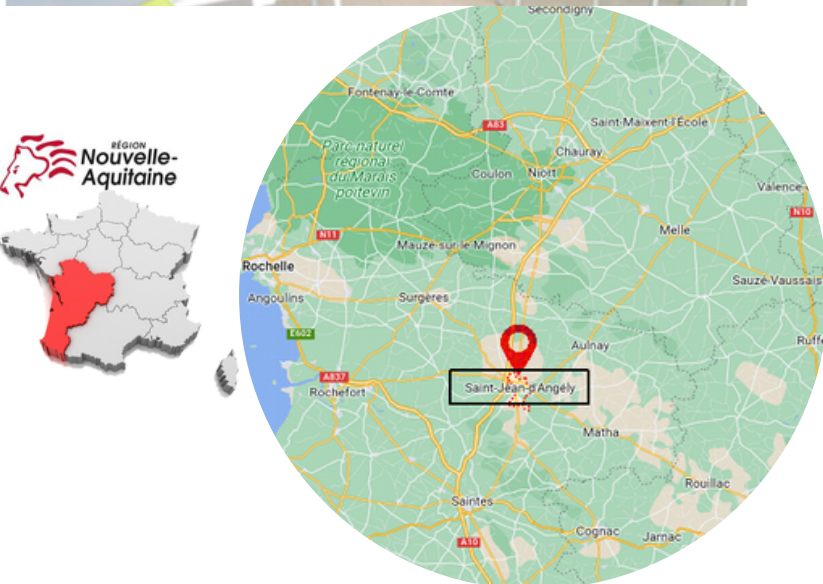 RÉGION
Nouvelle-
Aquitaine
Secondigny
Fontenay-le-Comte
A83
Saint-Maixent-l'École
Parc naturel
régional
du Marais
poitevin
Chauray
Coulon
Niort
Valence
N10
N11
Mauzé-sur-le-Mignon
Melle
Rochelle
Sauzé-Vaussais
Angoulins
Surgères
E602
Aulnay
Ruffe
A837
Rochefort
Saint-Jean-d'Angély
Matha
Rouillac
Saintes
Cognac
Jarnac
A10